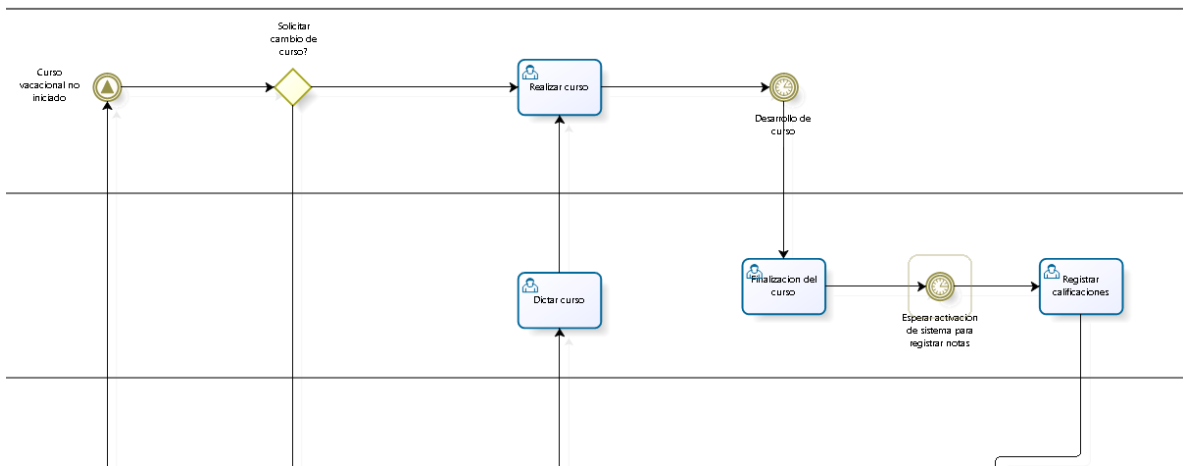 Solicitar
cambio de
curso?
Curso
vacacional no
iniciado
Realizar curso
Desarrollo de
curso
Dictar curso
Finalizacion del
curso
Esperar activacion
de sistema para
registrar notas
Registrar
calificaciones